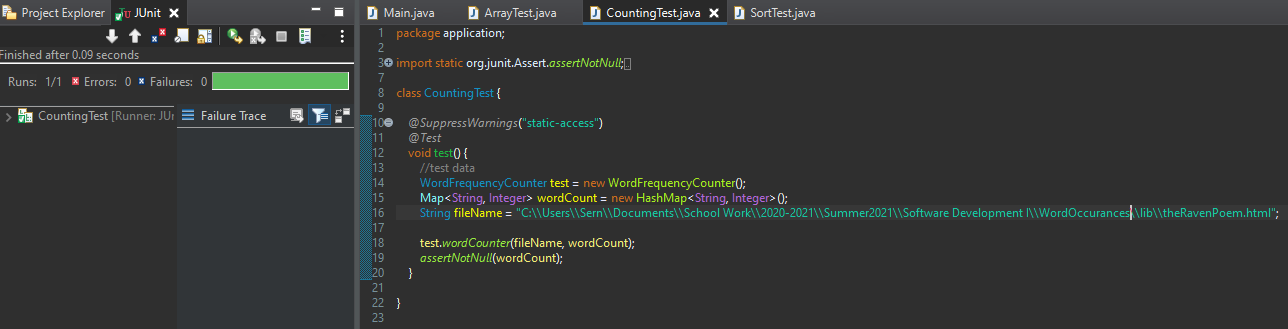 Project Explorer JUnit
Finished after 0.09 seconds
Runs: 1/1 Errors: 0 Failures: 0
CountingTest [Runner: JUn
Failure Trace
Main.java ArrayTest.java CountingTest.java SortTest.java
1 package application;
2
3 import static org.junit.Assert.assertNotNull;
7
8 class CountingTest {
9
10 @SuppressWarnings("static-access")
11 @Test
12 void test() {
13 //test data
14 WordFrequencyCounter test = new WordFrequencyCounter();
15 Map<String, Integer> wordCount = new HashMap<String, Integer>();
16 String fileName = "C:\\Users\\Sern\\Documents\\School Work\\2020-2021\\Summer2021\\Software Development I\\WordOccurances\\lib\\theRavenPoem.html";
17
18 test.wordCounter(fileName, wordCount);
19 assertNotNull(wordCount);
20 }
21
22 }
23